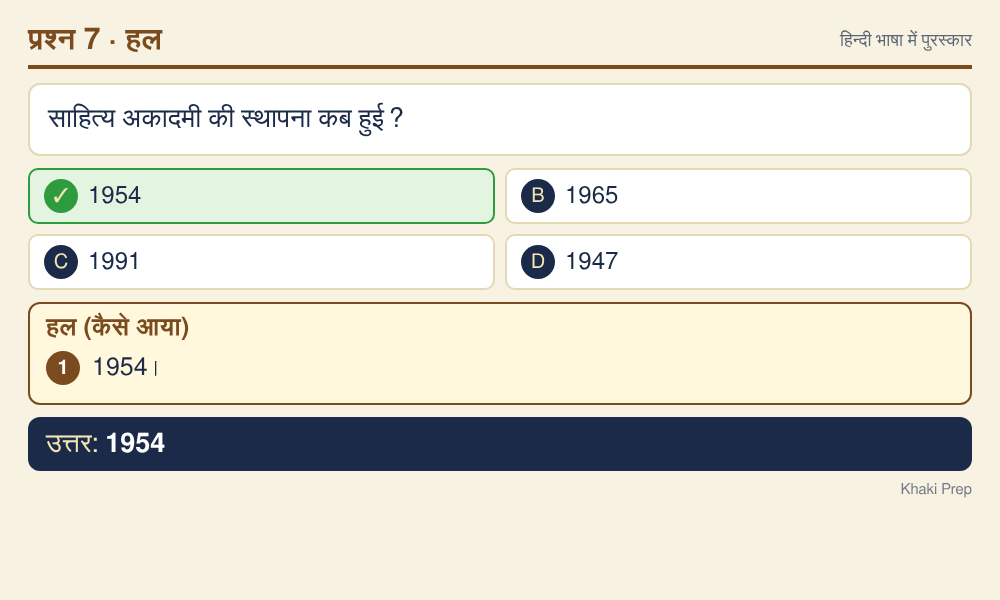 प्रश्न 7 · हल
हिन्दी भाषा में पुरस्कार
साहित्य अकादमी की स्थापना कब हुई ?
✓ 1954
B 1965
C 1991
D 1947
हल (कैसे आया)
1 1954।
उत्तर: 1954
Khaki Prep